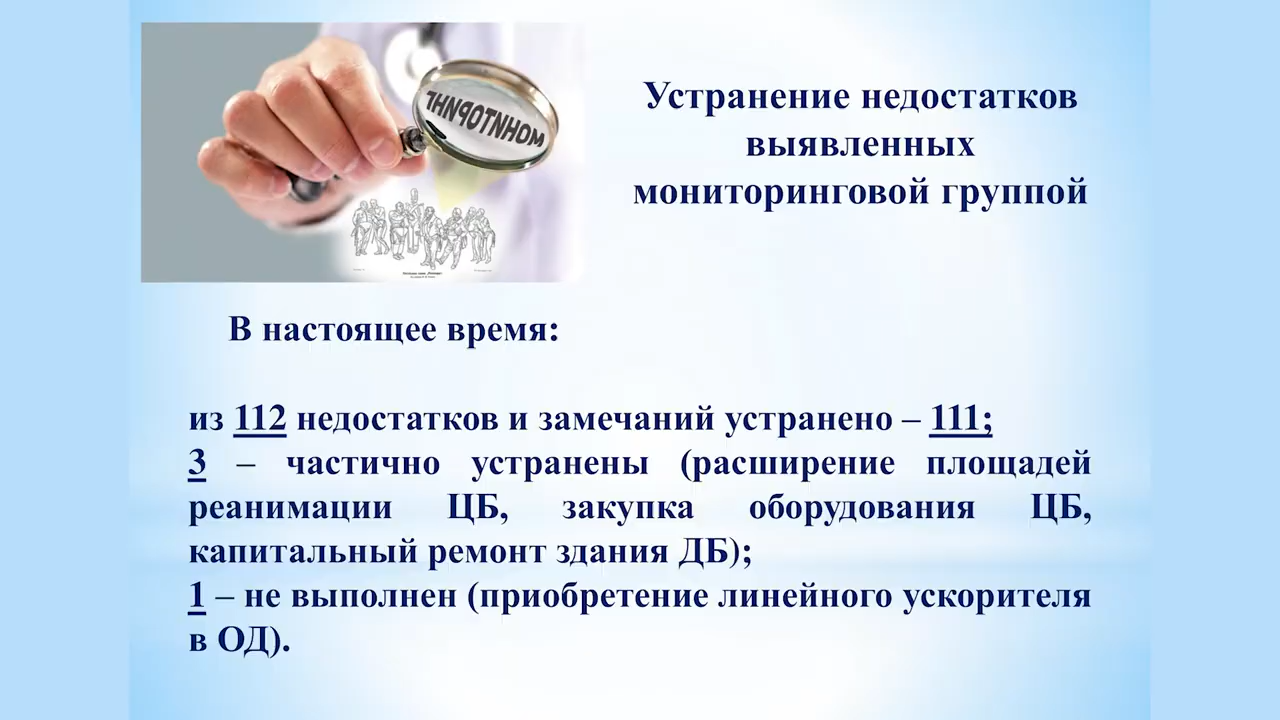 МОНИТОРИНГ
Устранение недостатков
выявленных
мониторинговой группой
В настоящее время:
из 112 недостатков и замечаний устранено – 111;
3 – частично устранены (расширение площадей
реанимации ЦБ, закупка оборудования ЦБ,
капитальный ремонт здания ДБ);
1 – не выполнен (приобретение линейного ускорителя
в ОД).